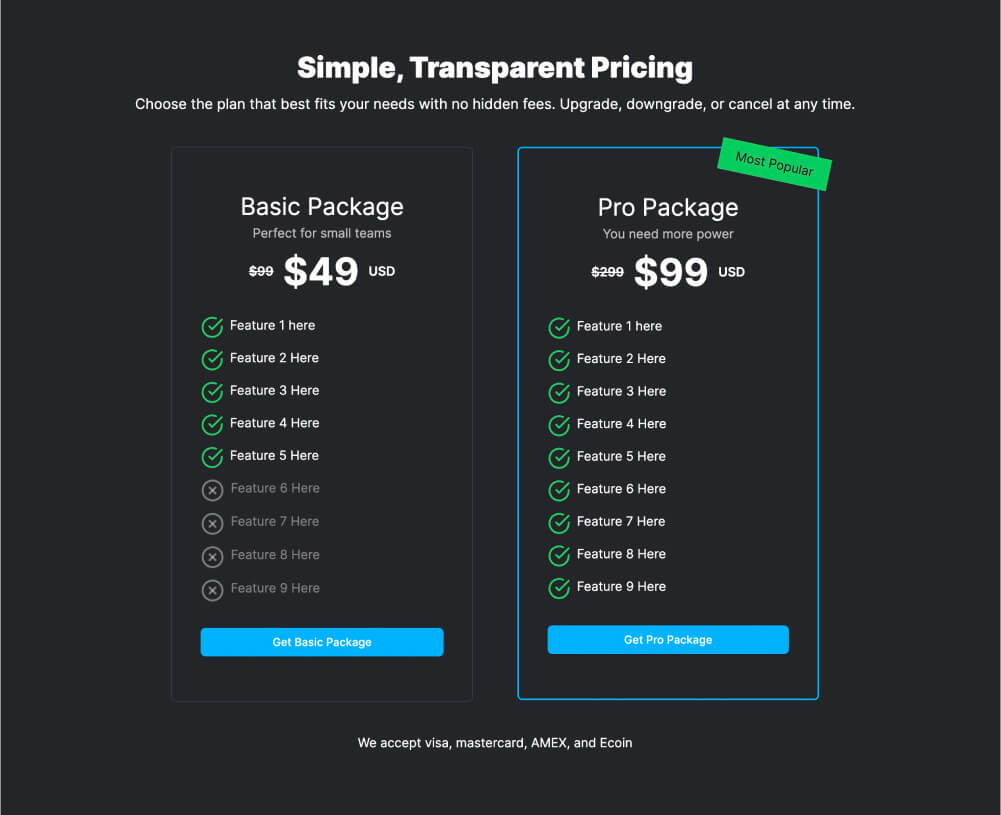 Simple, Transparent Pricing
Choose the plan that best fits your needs with no hidden fees. Upgrade, downgrade, or cancel at any time.
Basic Package
Perfect for small teams
$99 $49 USD
Feature 1 here
Feature 2 Here
Feature 3 Here
Feature 4 Here
Feature 5 Here
Feature 6 Here
Feature 7 Here
Feature 8 Here
Feature 9 Here
Get Basic Package
Most Popular
Pro Package
You need more power
$299 $99 USD
Feature 1 here
Feature 2 Here
Feature 3 Here
Feature 4 Here
Feature 5 Here
Feature 6 Here
Feature 7 Here
Feature 8 Here
Feature 9 Here
Get Pro Package
We accept visa, mastercard, AMEX, and Ecoin